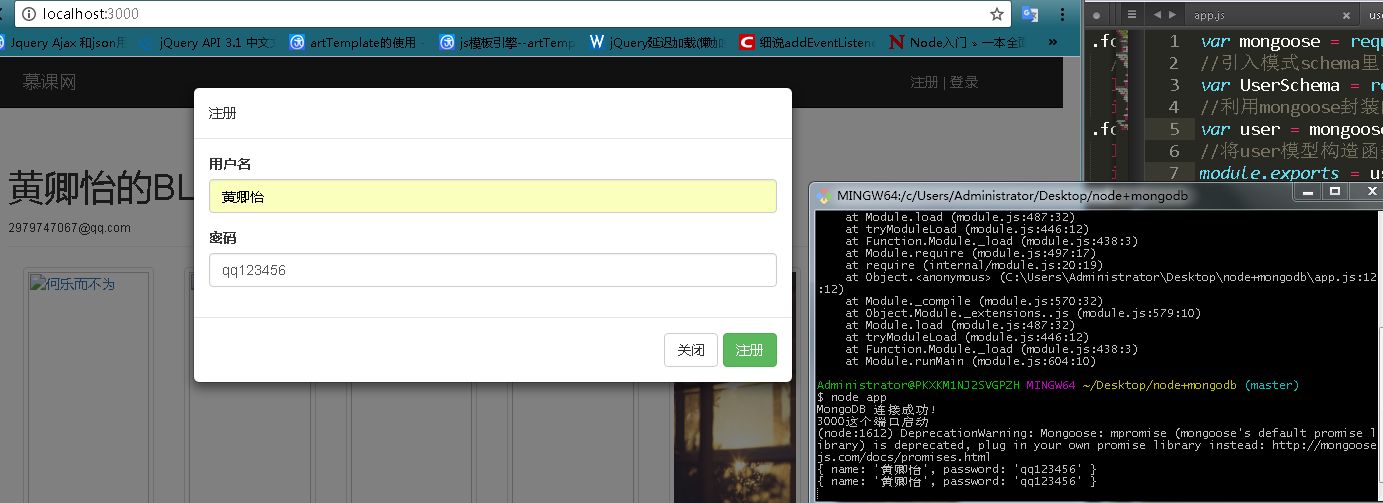 localhost:3000
Jquery Ajax 和json用
jQuery API 3.1 中文
artTemplate的使用 -
js模板引擎--artTemp
jQuery延迟加载(懒加
细说addEventListene
Node入门 » 一本全面
»
慕课网
注册 | 登录
注册
用户名
黄卿怡
密码
qq123456
关闭
注册
黄卿怡的BL
2979747067@qq.com
何乐而不为
app.js
use
.fo
.fo
1 var mongoose = requ
2 //引入模式schema里
3 var UserSchema = re
4 //利用mongoose封装
5 var user = mongoose
6 //将user模型构造函数
7 module.exports = us
MINGW64:/c/Users/Administrator/Desktop/node+mongodb
at Module.load (module.js:487:32)
at tryModuleLoad (module.js:446:12)
at Function.Module._load (module.js:438:3)
at Module.require (module.js:497:17)
at require (internal/module.js:20:19)
at Object.<anonymous> (C:\Users\Administrator\Desktop\node+mongodb\app.js:12
:12)
at Module._compile (module.js:570:32)
at Object.Module._extensions..js (module.js:579:10)
at Module.load (module.js:487:32)
at tryModuleLoad (module.js:446:12)
at Function.Module._load (module.js:438:3)
at Module.runMain (module.js:604:10)
Administrator@PKXKM1NJ2SVGPZH MINGW64 ~/Desktop/node+mongodb (master)
$ node app
MongoDB 连接成功!
3000这个端口启动
(node:1612) DeprecationWarning: Mongoose: mpromise (mongoose's default promise l
ibrary) is deprecated, plug in your own promise library instead: http://mongoose
js.com/docs/promises.html
{ name: '黄卿怡', password: 'qq123456' }
{ name: '黄卿怡', password: 'qq123456' }